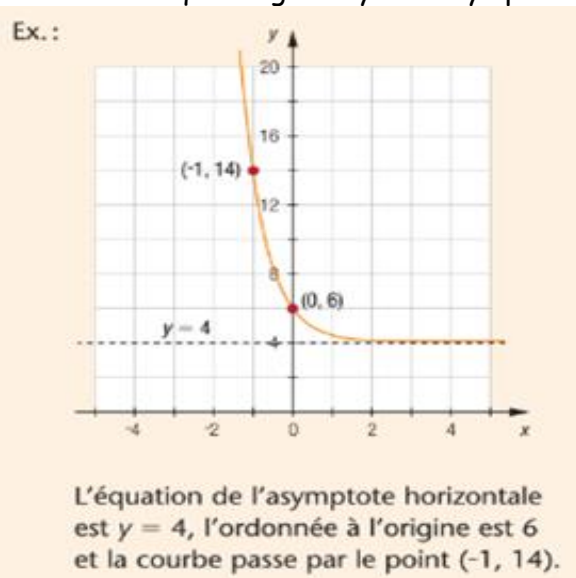 Ex.:
y
20
16
(-1, 14)
12
8
(0, 6)
y = 4
4
-4 -2 0 2 4 x
L'équation de l'asymptote horizontale
est y = 4, l'ordonnée à l'origine est 6
et la courbe passe par le point (-1, 14).